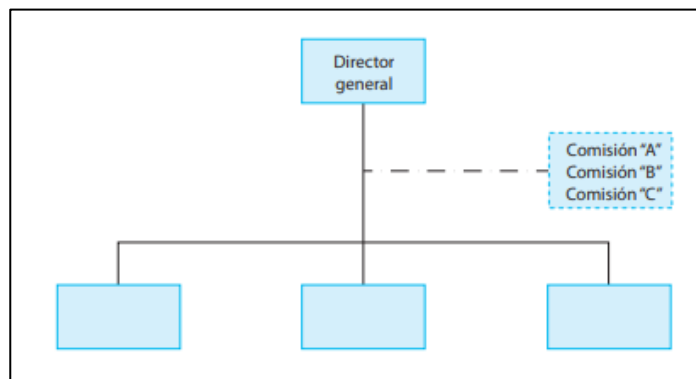 Director
general
Comisión "A"
Comisión "B"
Comisión "C"